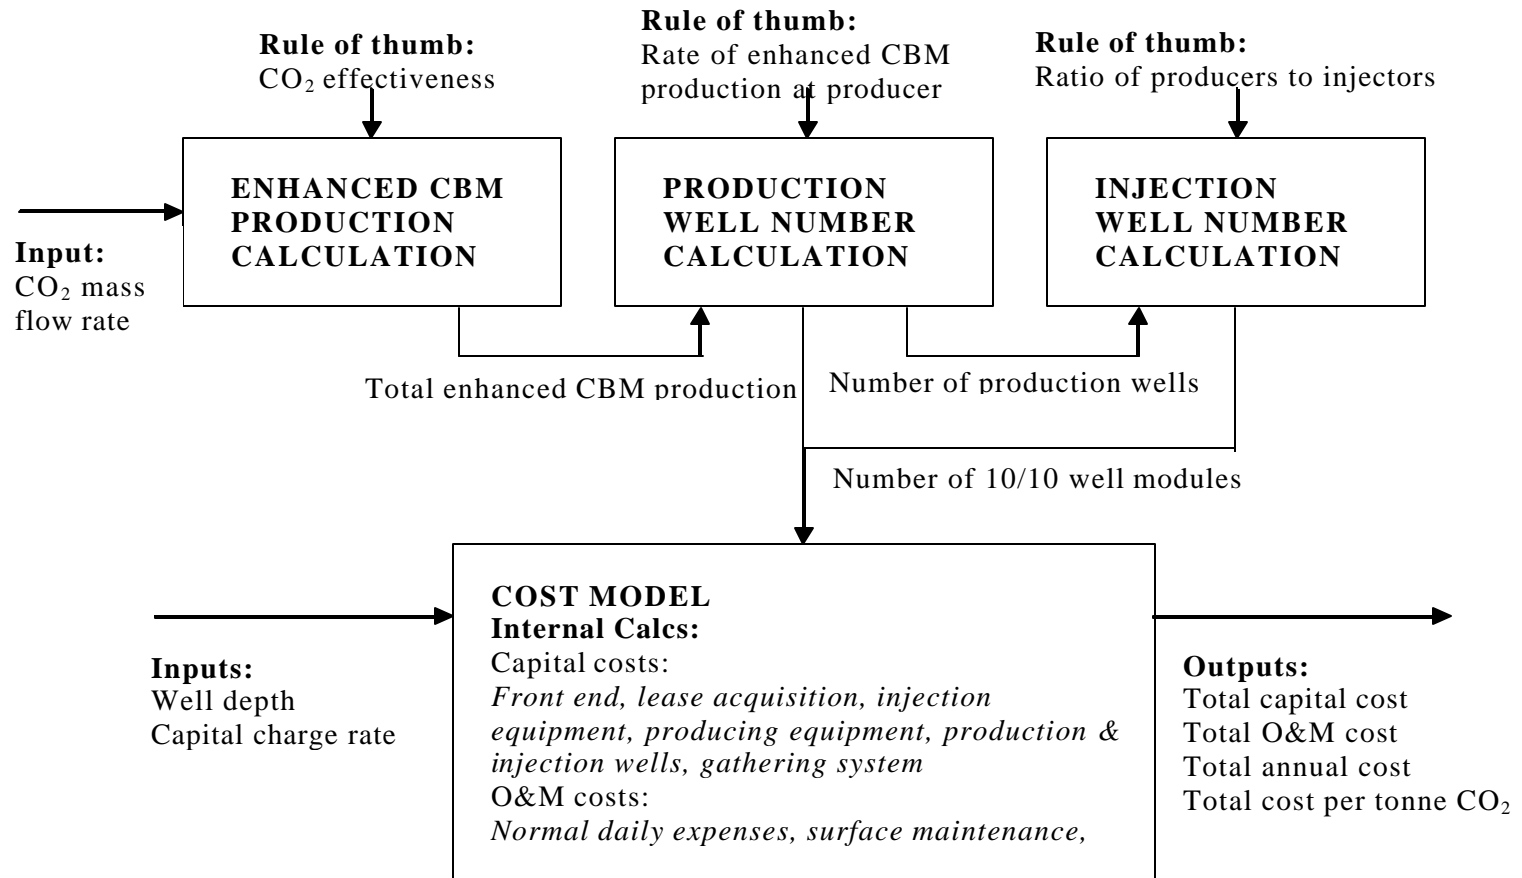 Rule of thumb:
CO₂ effectiveness
Rule of thumb:
Rate of enhanced CBM
production at producer
Rule of thumb:
Ratio of producers to injectors
Input:
CO₂ mass
flow rate
ENHANCED CBM
PRODUCTION
CALCULATION
PRODUCTION
WELL NUMBER
CALCULATION
INJECTION
WELL NUMBER
CALCULATION
Total enhanced CBM production
Number of production wells
Number of 10/10 well modules
Inputs:
Well depth
Capital charge rate
COST MODEL
Internal Calcs:
Capital costs:
Front end, lease acquisition, injection
equipment, producing equipment, production &
injection wells, gathering system
O&M costs:
Normal daily expenses, surface maintenance,
Outputs:
Total capital cost
Total O&M cost
Total annual cost
Total cost per tonne CO₂